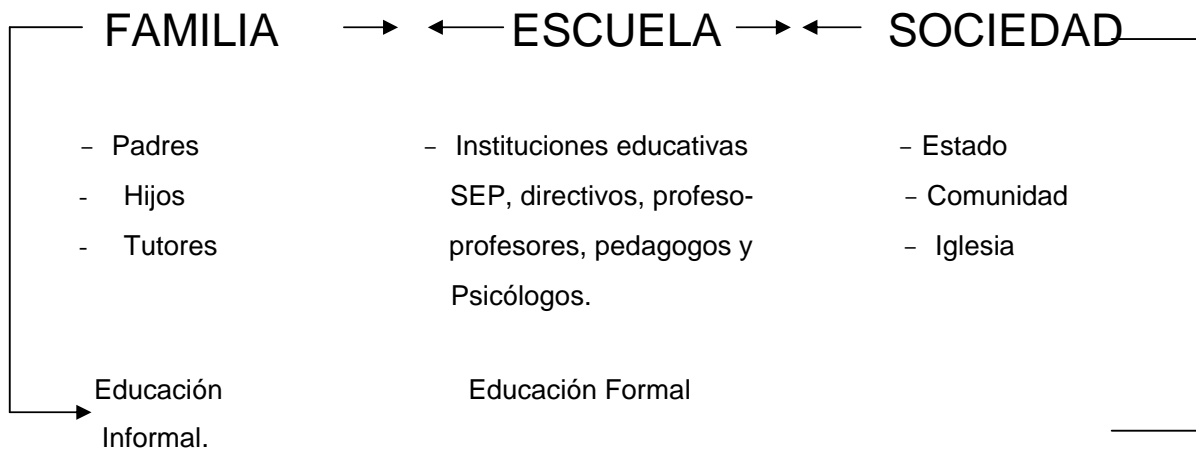 FAMILIA ESCUELA SOCIEDAD
- Padres - Instituciones educativas - Estado
- Hijos SEP, directivos, profeso- - Comunidad
- Tutores profesores, pedagogos y - Iglesia
Psicólogos.
Educación Educación Formal
Informal.